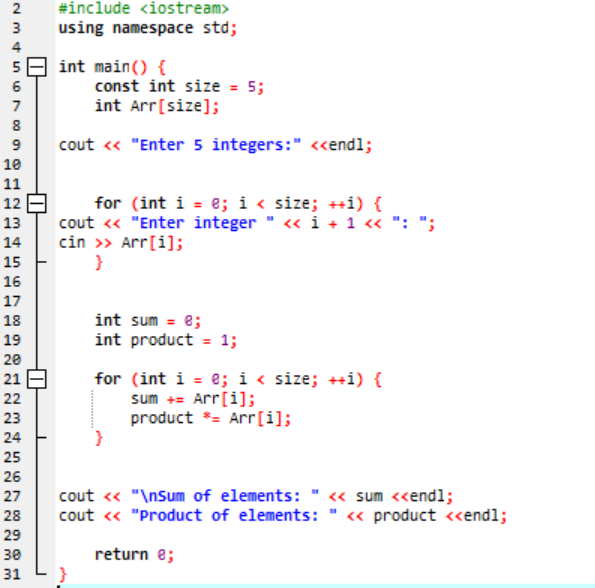 2 #include <iostream>
3 using namespace std;
4
5 int main() {
6     const int size = 5;
7     int Arr[size];
8
9 cout << "Enter 5 integers:" <<endl;
10
11
12     for (int i = 0; i < size; ++i) {
13 cout << "Enter integer " << i + 1 << ": ";
14 cin >> Arr[i];
15     }
16
17
18     int sum = 0;
19     int product = 1;
20
21     for (int i = 0; i < size; ++i) {
22         sum += Arr[i];
23         product *= Arr[i];
24     }
25
26
27 cout << "\nSum of elements: " << sum <<endl;
28 cout << "Product of elements: " << product <<endl;
29
30     return 0;
31 }